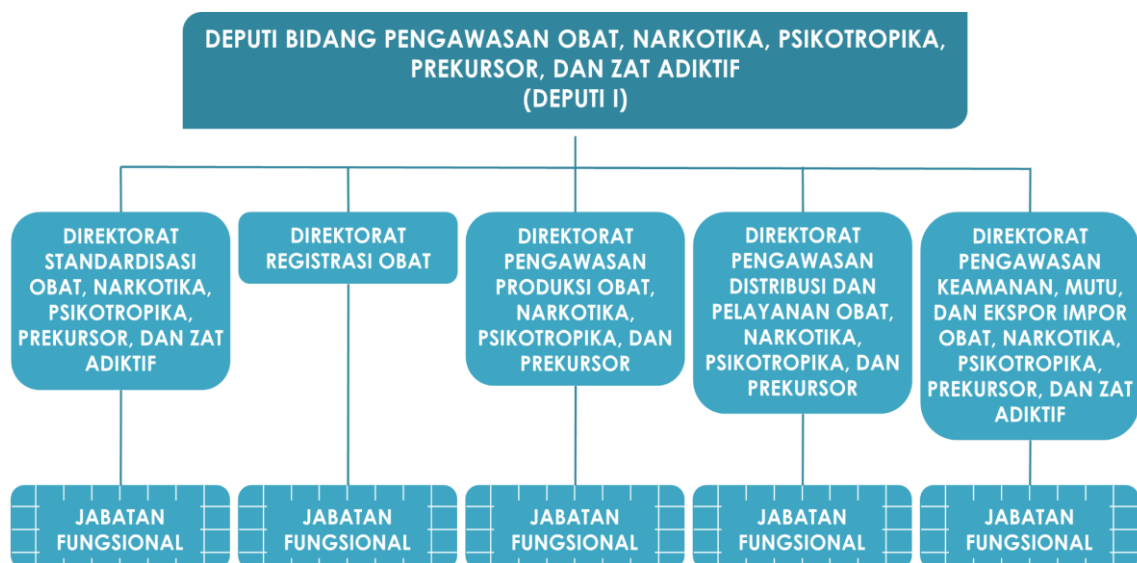 DEPUTI BIDANG PENGAWASAN OBAT, NARKOTIKA, PSIKOTROPIKA,
PREKURSOR, DAN ZAT ADIKTIF
(DEPUTI I)
DIREKTORAT
STANDARDISASI
OBAT, NARKOTIKA,
PSIKOTROPIKA,
PREKURSOR, DAN ZAT
ADIKTIF
DIREKTORAT
REGISTRASI OBAT
DIREKTORAT
PENGAWASAN
PRODUKSI OBAT,
NARKOTIKA,
PSIKOTROPIKA, DAN
PREKURSOR
DIREKTORAT
PENGAWASAN
DISTRIBUSI DAN
PELAYANAN OBAT,
NARKOTIKA,
PSIKOTROPIKA, DAN
PREKURSOR
DIREKTORAT
PENGAWASAN
KEAMANAN, MUTU,
DAN EKSPOR IMPOR
OBAT, NARKOTIKA,
PSIKOTROPIKA,
PREKURSOR, DAN ZAT
ADIKTIF
JABATAN
FUNGSIONAL
JABATAN
FUNGSIONAL
JABATAN
FUNGSIONAL
JABATAN
FUNGSIONAL
JABATAN
FUNGSIONAL